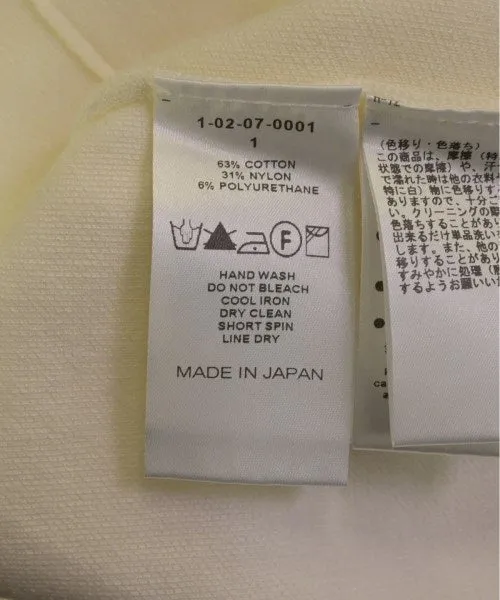 1-02-07-0001
1
63% COTTON
31% NYLON
6% POLYURETHANE
F
HAND WASH
DO NOT BLEACH
COOL IRON
DRY CLEAN
SHORT SPIN
LINE DRY
MADE IN JAPAN
(色移り・色落ち)
この商品は、摩擦（特
状態での摩擦）や、汗
で濡れた時は他の衣料
特に白）物に色移りす
ありますので、十分ご
い。クリーニングの
色落ちすることがあり
出来るだけ単品洗い
します。また、他の
移りすることがあり
すみやかに処理
するようお願いい